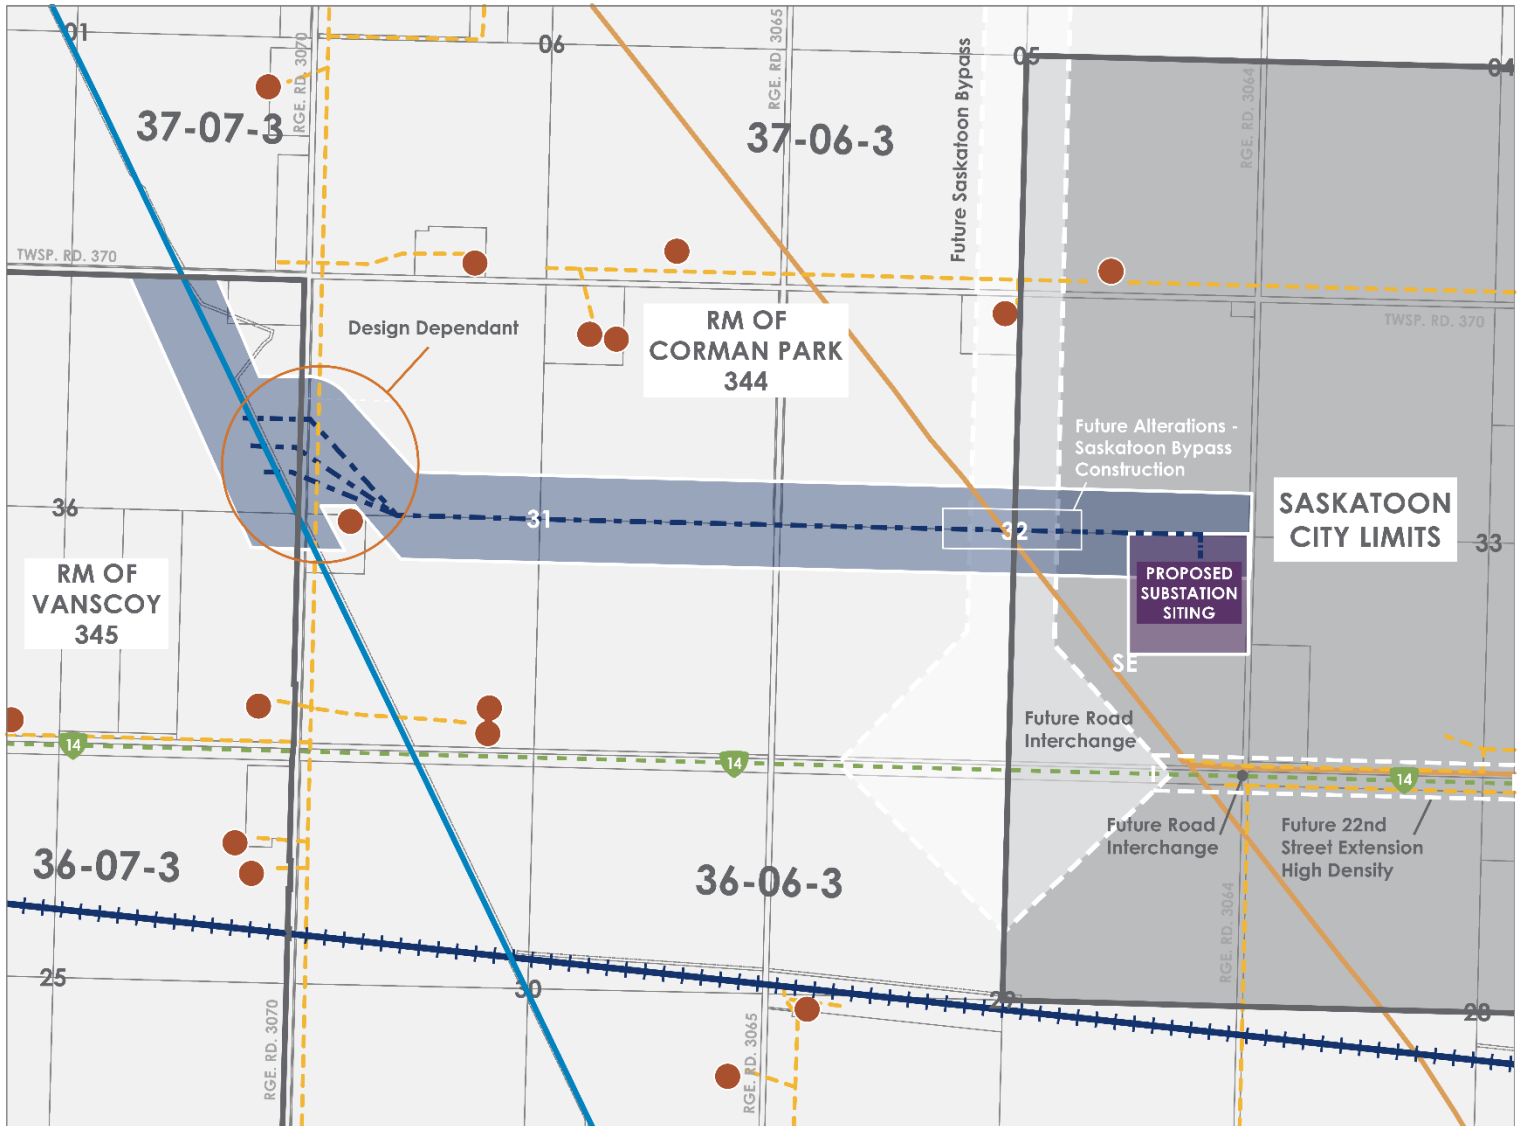 01
06
05
04
RGE. RD. 3070
RGE. RD. 3065
Future Saskatoon Bypass
RGE. RD. 3064
37-07-3
37-06-3
TWSP. RD. 370
TWSP. RD. 370
Design Dependant
RM OF
CORMAN PARK
344
Future Alterations -
Saskatoon Bypass
Construction
SASKATOON
CITY LIMITS
36
31
32
33
PROPOSED
SUBSTATION
SITING
RM OF
VANSCOY
345
SE
Future Road
Interchange
14
14
14
Future Road
Interchange
Future 22nd
Street Extension
High Density
36-07-3
36-06-3
RGE. RD. 3064
25
30
29
28
RGE. RD. 3070
RGE. RD. 3065